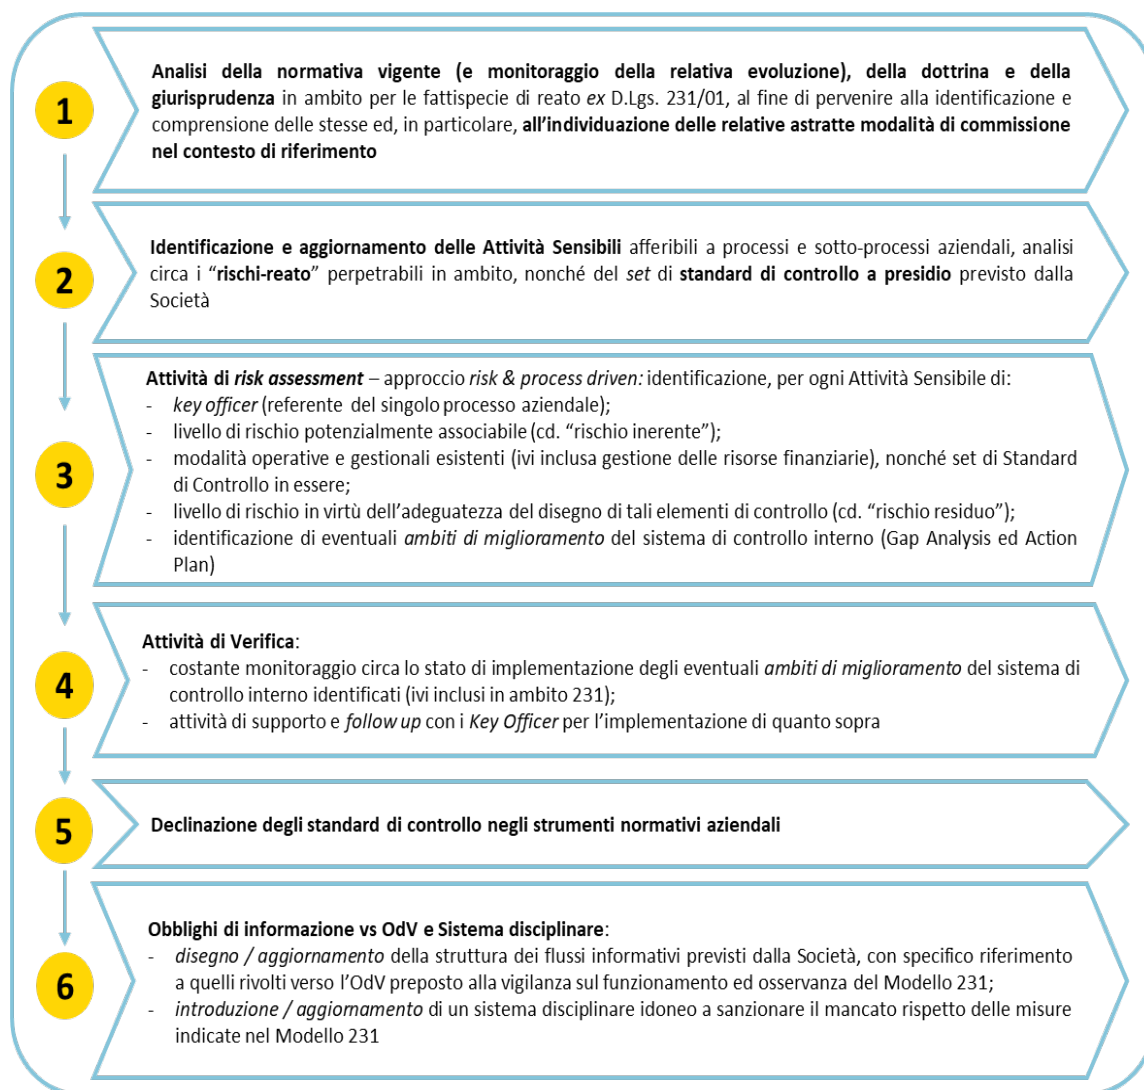 1
Analisi della normativa vigente (e monitoraggio della relativa evoluzione), della dottrina e della
giurisprudenza in ambito per le fattispecie di reato ex D.Lgs. 231/01, al fine di pervenire alla identificazione e
comprensione delle stesse ed, in particolare, all'individuazione delle relative astratte modalità di commissione
nel contesto di riferimento
2
Identificazione e aggiornamento delle Attività Sensibili afferibili a processi e sotto-processi aziendali, analisi
circa i “rischi-reato” perpetrabili in ambito, nonché del set di standard di controllo a presidio previsto dalla
Società
3
Attività di risk assessment – approccio risk & process driven: identificazione, per ogni Attività Sensibile di:
- key officer (referente del singolo processo aziendale);
- livello di rischio potenzialmente associabile (cd. “rischio inerente”);
- modalità operative e gestionali esistenti (ivi inclusa gestione delle risorse finanziarie), nonché set di Standard
di Controllo in essere;
- livello di rischio in virtù dell'adeguatezza del disegno di tali elementi di controllo (cd. “rischio residuo”);
- identificazione di eventuali ambiti di miglioramento del sistema di controllo interno (Gap Analysis ed Action
Plan)
4
Attività di Verifica:
- costante monitoraggio circa lo stato di implementazione degli eventuali ambiti di miglioramento del sistema di
controllo interno identificati (ivi inclusi in ambito 231);
- attività di supporto e follow up con i Key Officer per l'implementazione di quanto sopra
5
Declinazione degli standard di controllo negli strumenti normativi aziendali
6
Obblighi di informazione vs OdV e Sistema disciplinare:
- disegno / aggiornamento della struttura dei flussi informativi previsti dalla Società, con specifico riferimento
a quelli rivolti verso l'OdV preposto alla vigilanza sul funzionamento ed osservanza del Modello 231;
- introduzione / aggiornamento di un sistema disciplinare idoneo a sanzionare il mancato rispetto delle misure
indicate nel Modello 231